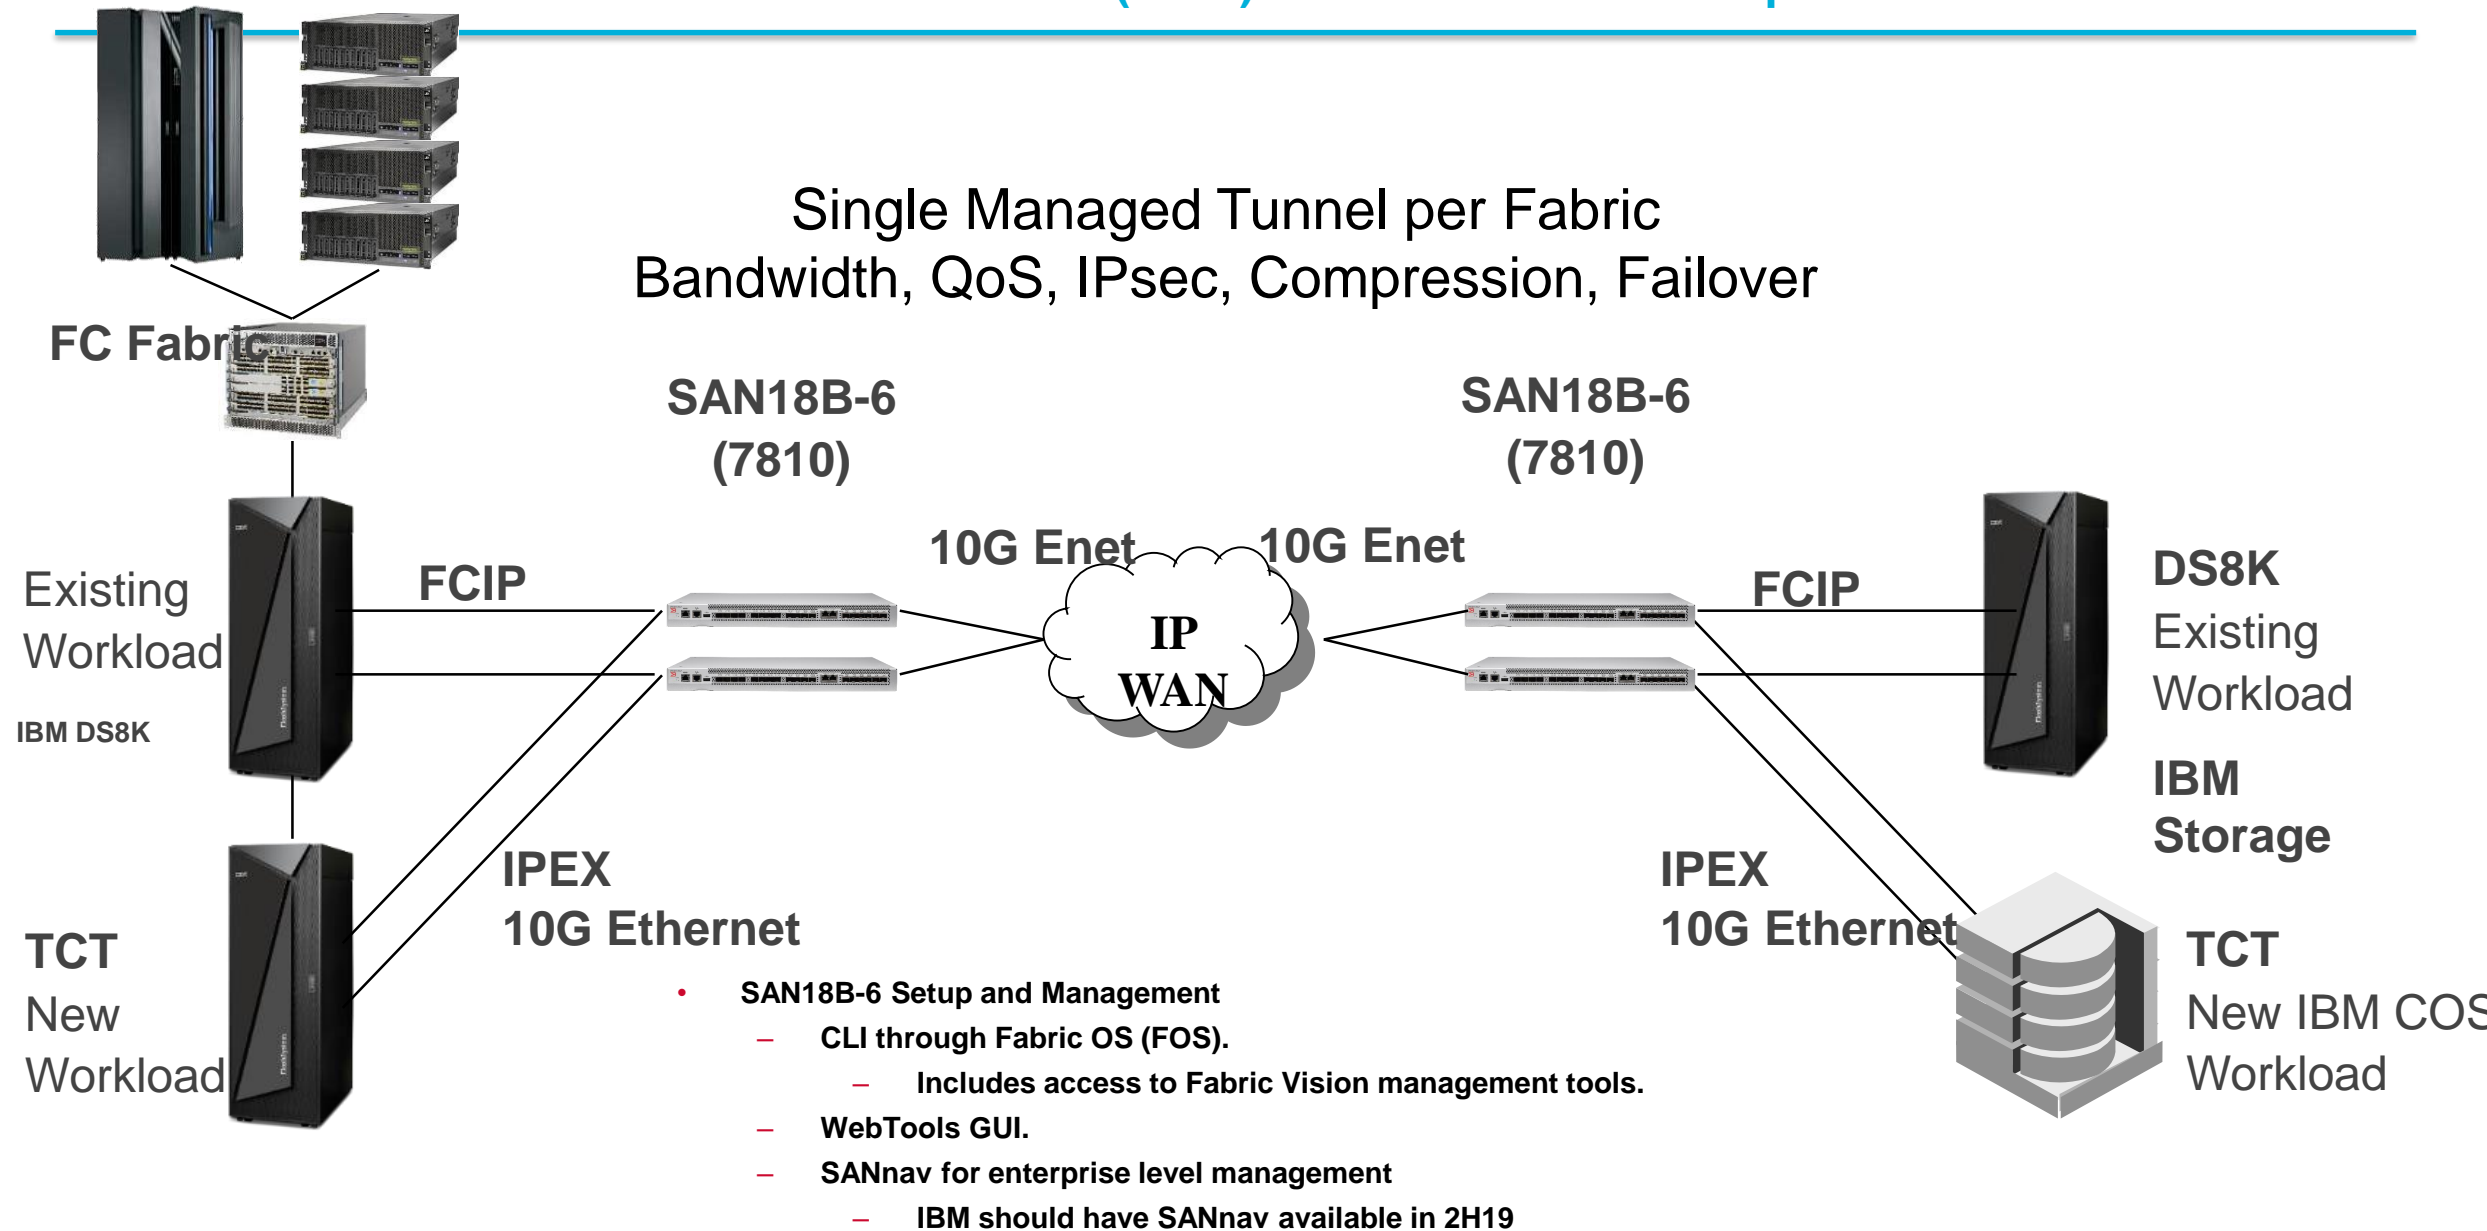 Single Managed Tunnel per Fabric
Bandwidth, QoS, IPsec, Compression, Failover
FC Fabric
SAN18B-6
(7810)
SAN18B-6
(7810)
10G Enet
10G Enet
Existing
Workload
FCIP
IP
WAN
FCIP
DS8K
Existing
Workload
IBM DS8K
IBM
Storage
IPEX
10G Ethernet
IPEX
10G Ethernet
TCT
New
Workload
TCT
New IBM COS
Workload
• SAN18B-6 Setup and Management
– CLI through Fabric OS (FOS).
– Includes access to Fabric Vision management tools.
– WebTools GUI.
– SANnav for enterprise level management
– IBM should have SANnav available in 2H19